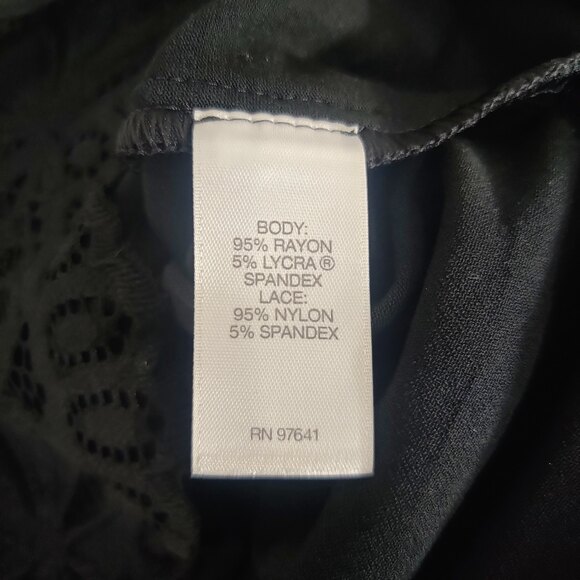 BODY:
95% RAYON
5% LYCRA®
SPANDEX
LACE:
95% NYLON
5% SPANDEX
RN 97641